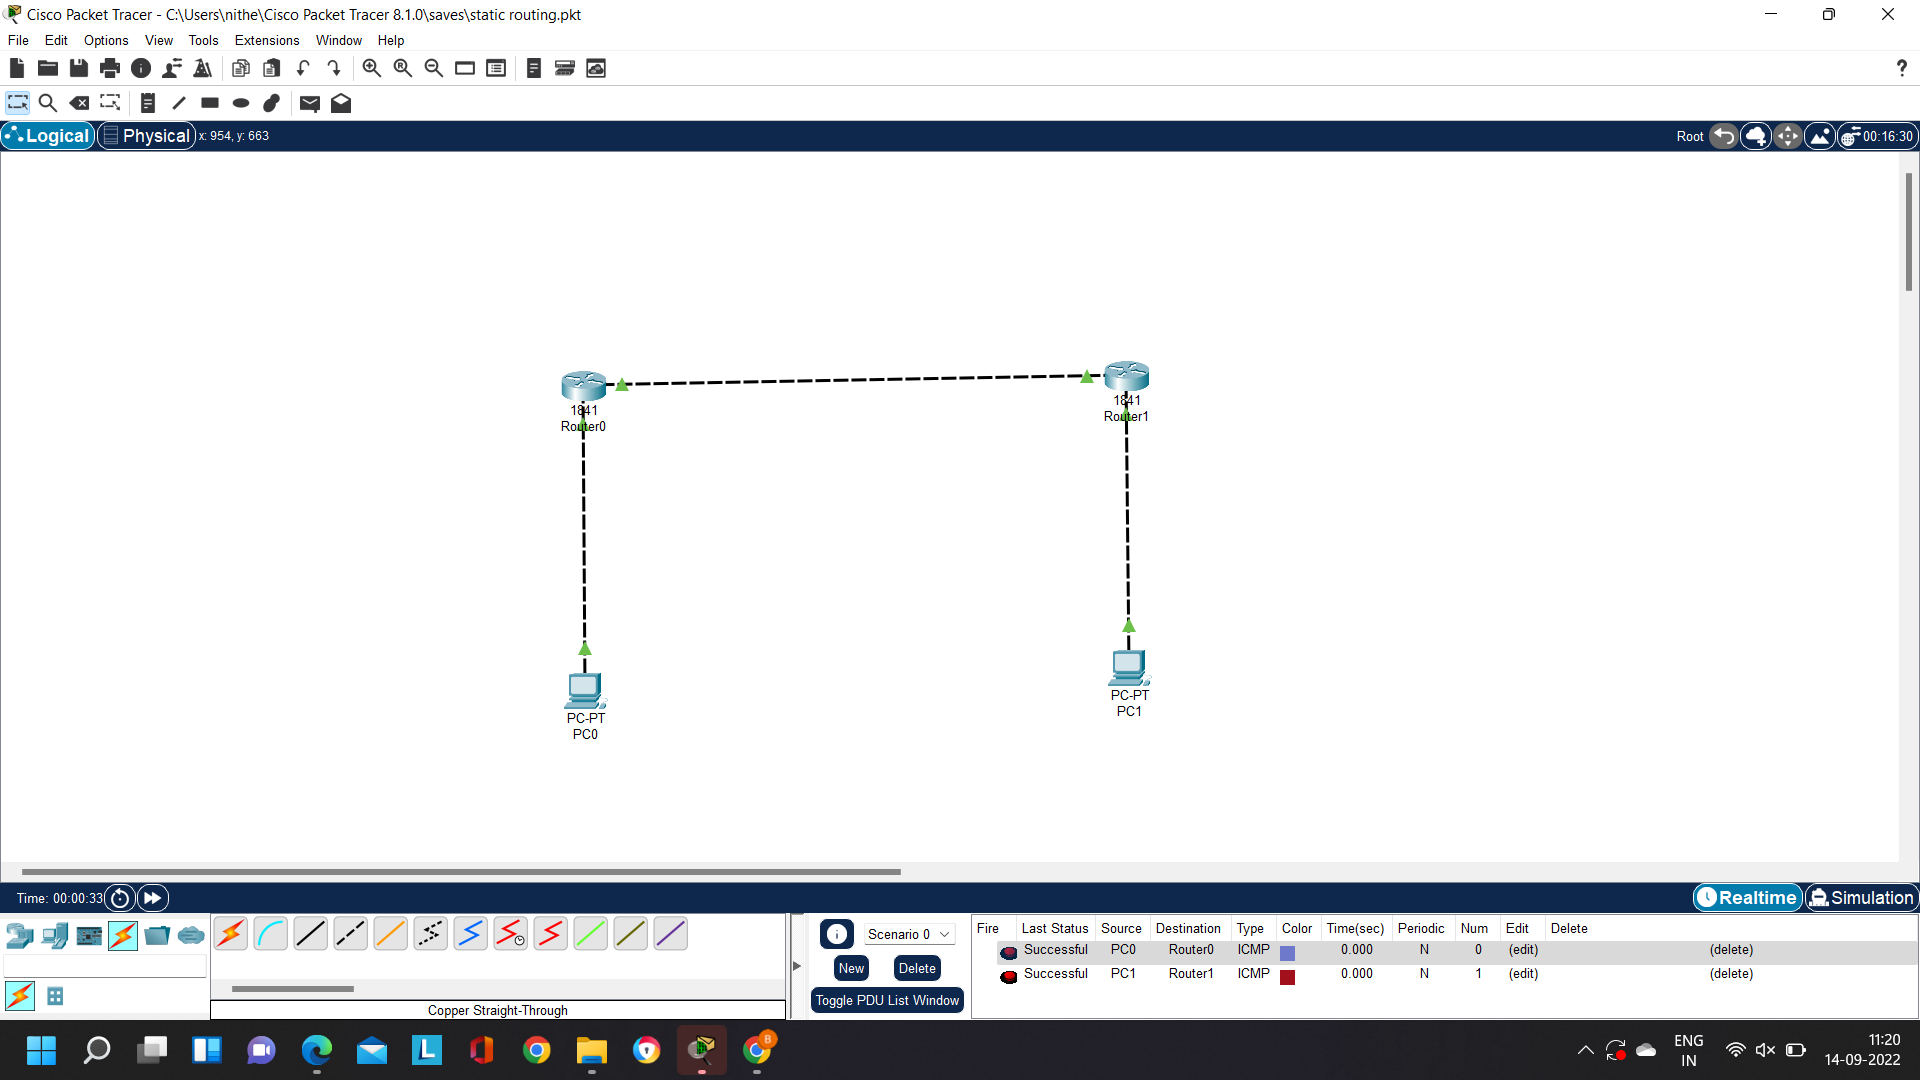 Cisco Packet Tracer - C:\Users\nithe\Cisco Packet Tracer 8.1.0\saves\static routing.pkt
File Edit Options View Tools Extensions Window Help
?
Logical Physical x: 954, y: 663 Root 00:16:30
1841
Router0
1841
Router1
PC-PT
PC0
PC-PT
PC1
Time: 00:00:33 Realtime Simulation
Scenario 0
New Delete
Toggle PDU List Window
Fire Last Status Source Destination Type Color Time(sec) Periodic Num Edit Delete
Successful PC0 Router0 ICMP 0.000 N 0 (edit) (delete)
Successful PC1 Router1 ICMP 0.000 N 1 (edit) (delete)
Copper Straight-Through
L
B
ENG
IN
11:20
14-09-2022